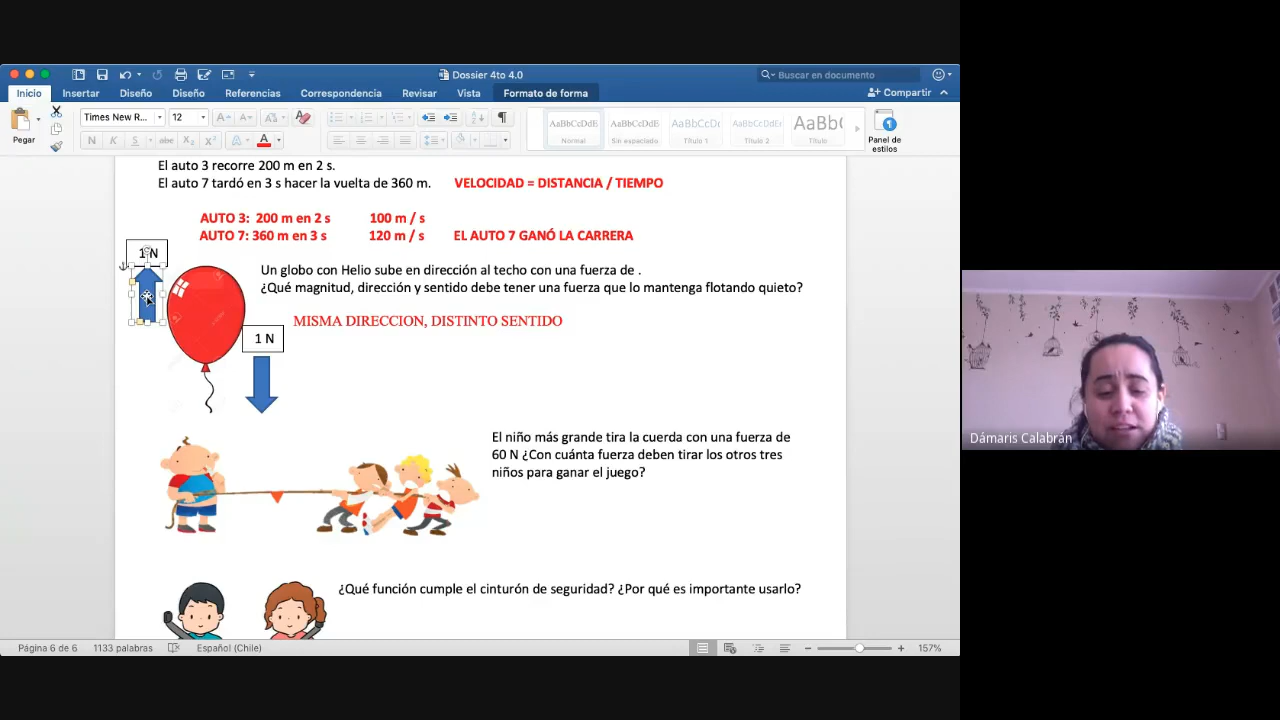 Dossier 4to 4.0
Buscar en documento
Inicio
Insertar
Diseño
Diseño
Referencias
Correspondencia
Revisar
Vista
Formato de forma
Compartir
Pegar
Times New R...
12
AaBbCcDdE
Normal
AaBbCcDdE
Sin espaciado
AaBbCcDc
Título 1
AaBbCcDdE
Título 2
AaBb(
Título
Panel de
estilos
El auto 3 recorre 200 m en 2 s.
El auto 7 tardó en 3 s hacer la vuelta de 360 m. VELOCIDAD = DISTANCIA / TIEMPO
AUTO 3: 200 m en 2 s 100 m / s
AUTO 7: 360 m en 3 s 120 m / s EL AUTO 7 GANÓ LA CARRERA
1 N
Un globo con Helio sube en dirección al techo con una fuerza de .
¿Qué magnitud, dirección y sentido debe tener una fuerza que lo mantenga flotando quieto?
MISMA DIRECCION, DISTINTO SENTIDO
1 N
El niño más grande tira la cuerda con una fuerza de
60 N ¿Con cuánta fuerza deben tirar los otros tres
niños para ganar el juego?
¿Qué función cumple el cinturón de seguridad? ¿Por qué es importante usarlo?
Página 6 de 6
1133 palabras
Español (Chile)
157%
Dámaris Calabrán